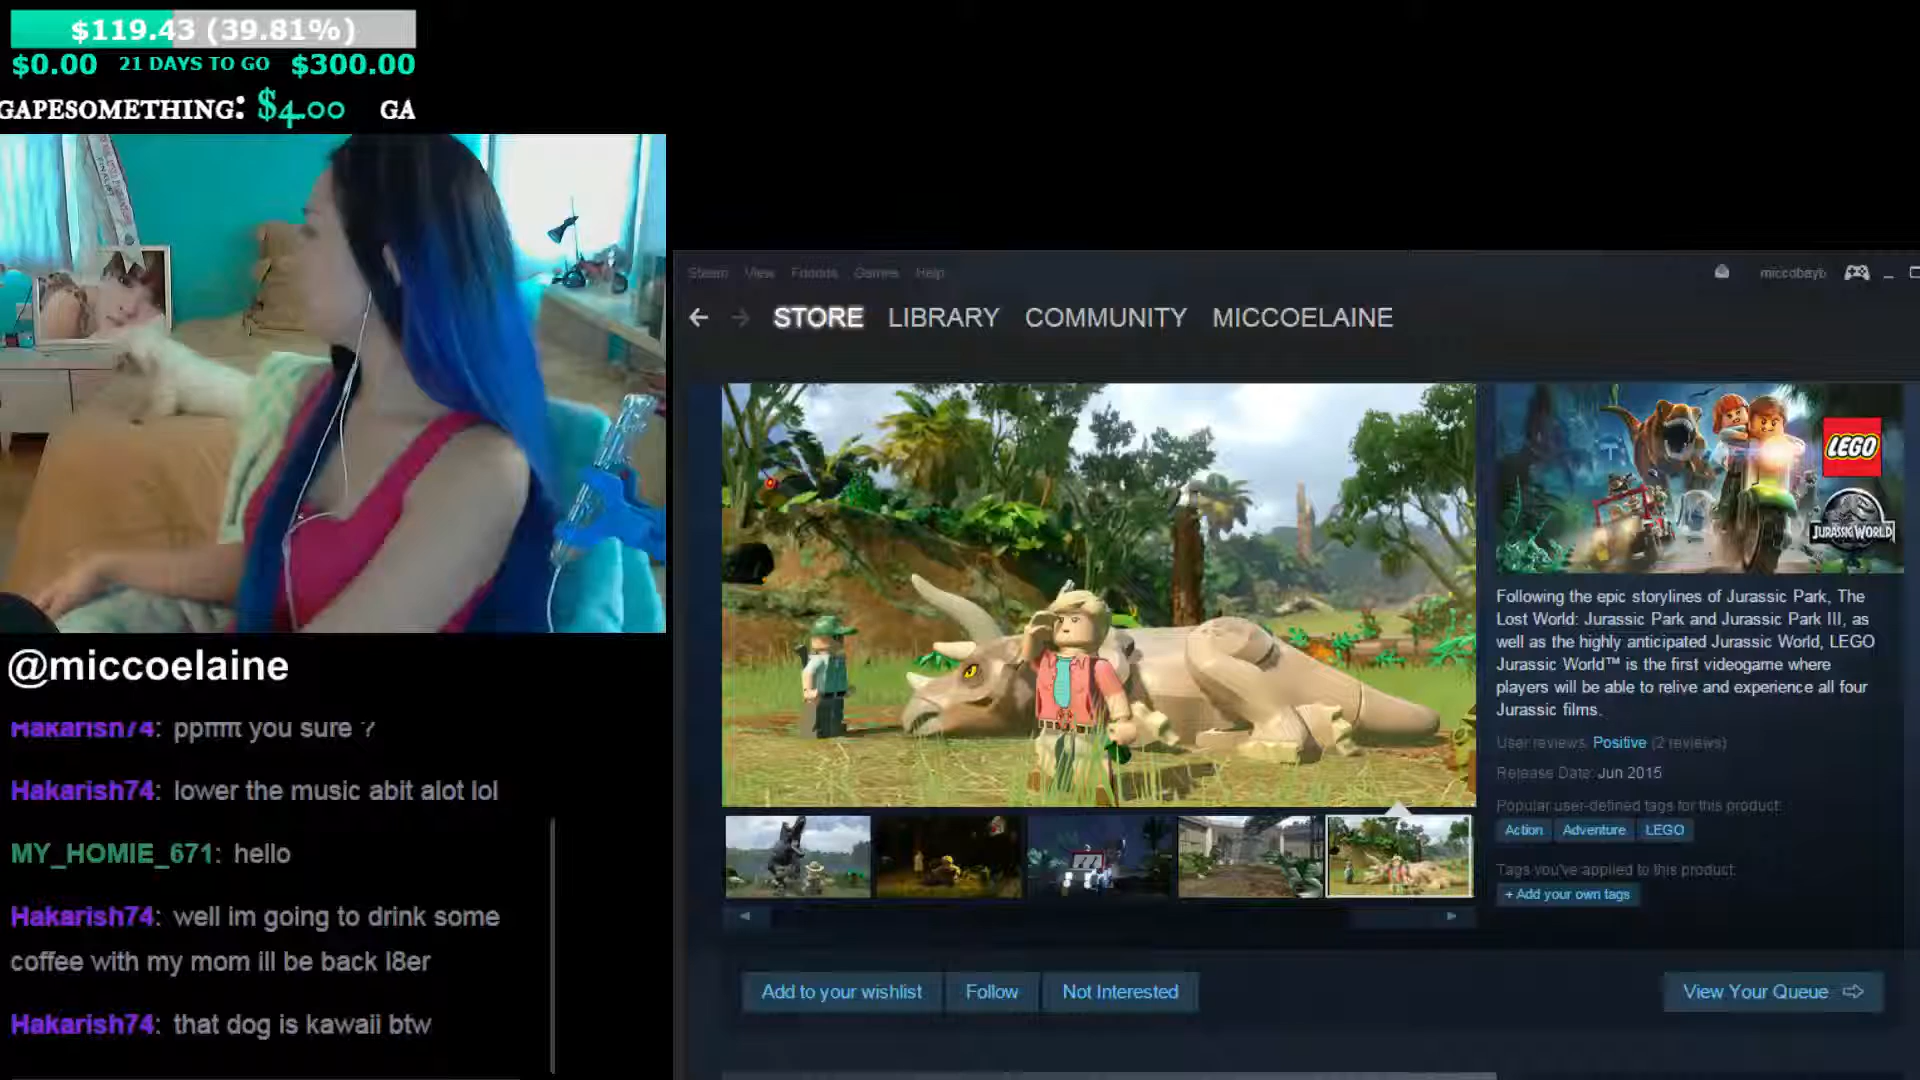 $119.43 (39.81%)
$0.00 21 DAYS TO GO $300.00
GAPESOMETHING: $4.00 GA
FINALIST
@miccoelaine
Hakarish74: ppffffft you sure ?
Hakarish74: lower the music abit alot lol
MY_HOMIE_671: hello
Hakarish74: well im going to drink some
coffee with my mom ill be back l8er
Hakarish74: that dog is kawaii btw
Steam View Friends Games Help
miccobayb
STORE LIBRARY COMMUNITY MICCOELAINE
LEGO
JURASSIC WORLD
Following the epic storylines of Jurassic Park, The
Lost World: Jurassic Park and Jurassic Park III, as
well as the highly anticipated Jurassic World, LEGO
Jurassic World™ is the first videogame where
players will be able to relive and experience all four
Jurassic films.
User reviews: Positive (2 reviews)
Release Date: Jun 2015
Popular user-defined tags for this product:
Action Adventure LEGO
Tags you've applied to this product:
+ Add your own tags
Add to your wishlist Follow Not Interested
View Your Queue